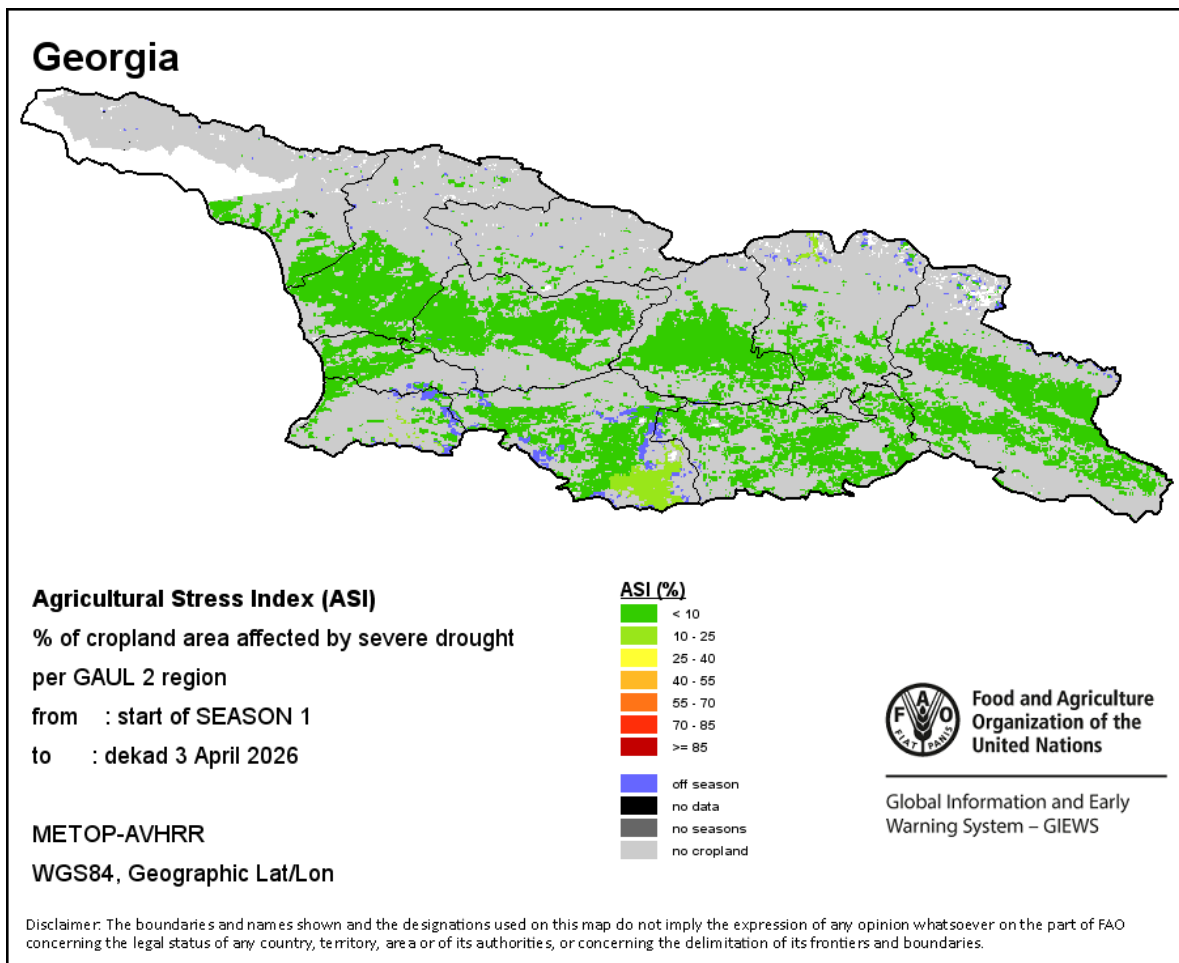 Georgia
Agricultural Stress Index (ASI)
% of cropland area affected by severe drought
per GAUL 2 region
from : start of SEASON 1
to : dekad 3 April 2026
METOP-AVHRR
WGS84, Geographic Lat/Lon
ASI (%)
< 10
10 - 25
25 - 40
40 - 55
55 - 70
70 - 85
>= 85
off season
no data
no seasons
no cropland
F A O
FIAT PANIS
Food and Agriculture
Organization of the
United Nations
Global Information and Early
Warning System – GIEWS
Disclaimer: The boundaries and names shown and the designations used on this map do not imply the expression of any opinion whatsoever on the part of FAO
concerning the legal status of any country, territory, area or of its authorities, or concerning the delimitation of its frontiers and boundaries.